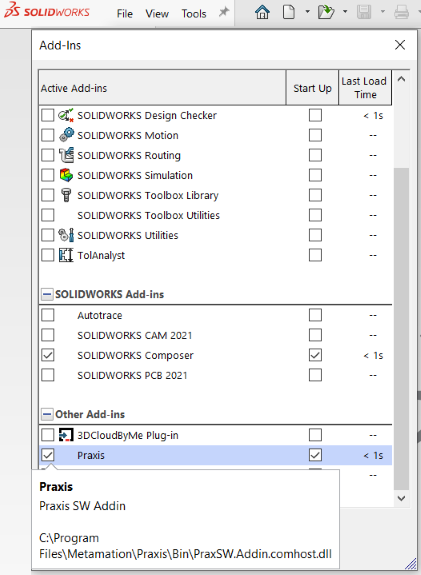 SOLIDWORKS File View Tools
Add-Ins
Active Add-ins Start Up Last Load Time
SOLIDWORKS Design Checker < 1s
SOLIDWORKS Motion --
SOLIDWORKS Routing --
SOLIDWORKS Simulation --
SOLIDWORKS Toolbox Library --
SOLIDWORKS Toolbox Utilities --
SOLIDWORKS Utilities --
TolAnalyst --
SOLIDWORKS Add-ins
Autotrace --
SOLIDWORKS CAM 2021 --
SOLIDWORKS Composer < 1s
SOLIDWORKS PCB 2021 --
Other Add-ins
3DCloudByMe Plug-in --
Praxis < 1s
--
Praxis
Praxis SW Addin
C:\Program
Files\Metamation\Praxis\Bin\PraxSW.Addin.comhost.dll